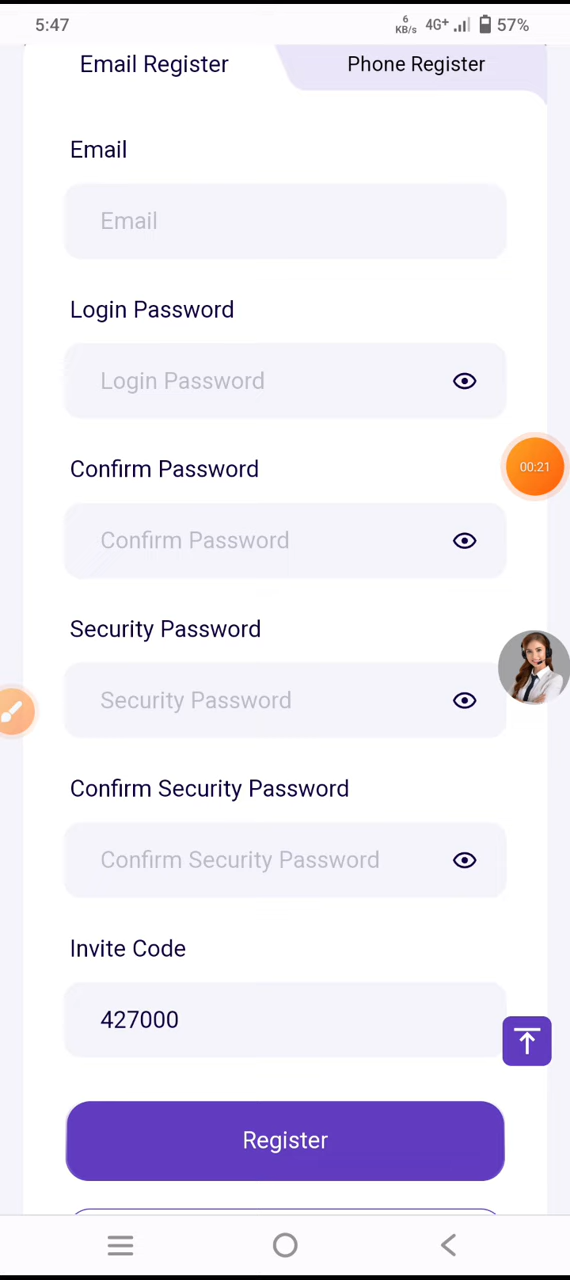 5:47
6
KB/s
4G+
57%
Email Register
Phone Register
Email
Email
Login Password
Login Password
Confirm Password
Confirm Password
00:21
Security Password
Security Password
Confirm Security Password
Confirm Security Password
Invite Code
427000
Register